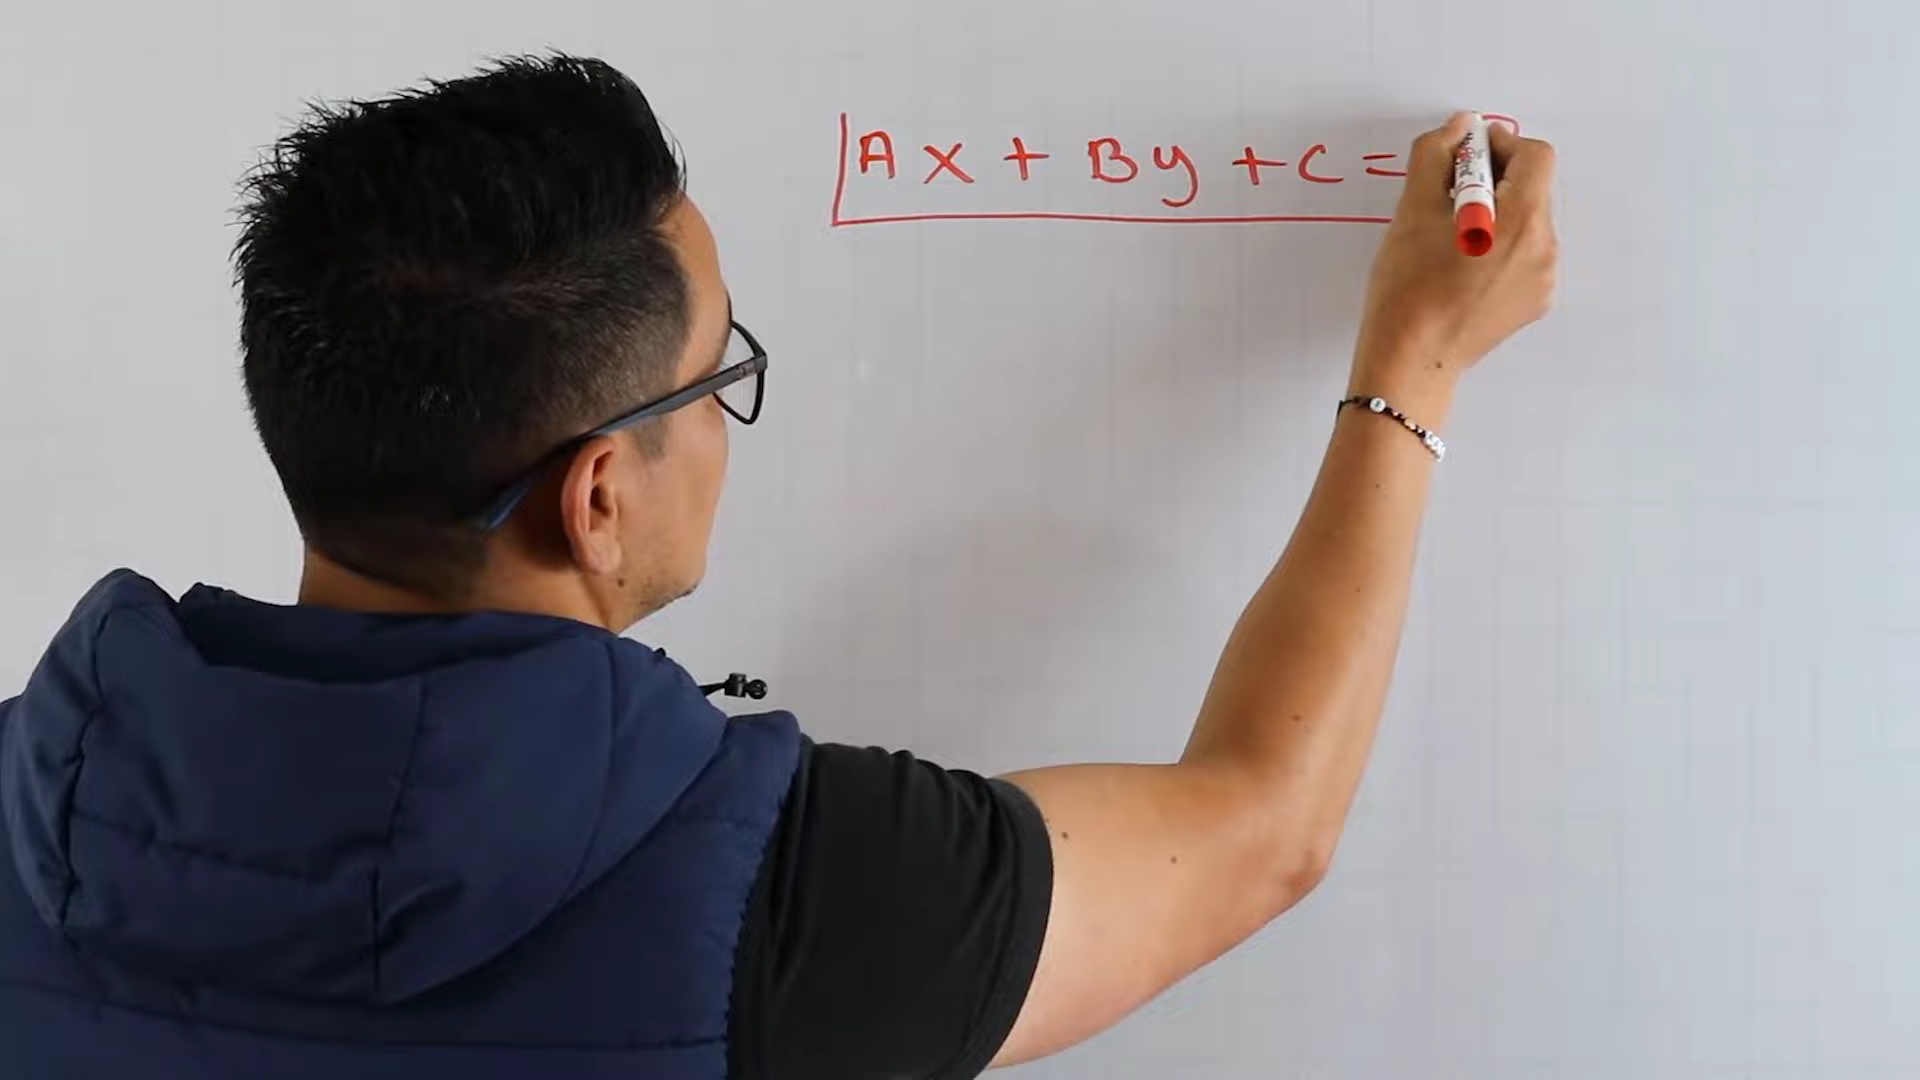 Ax + By + C =